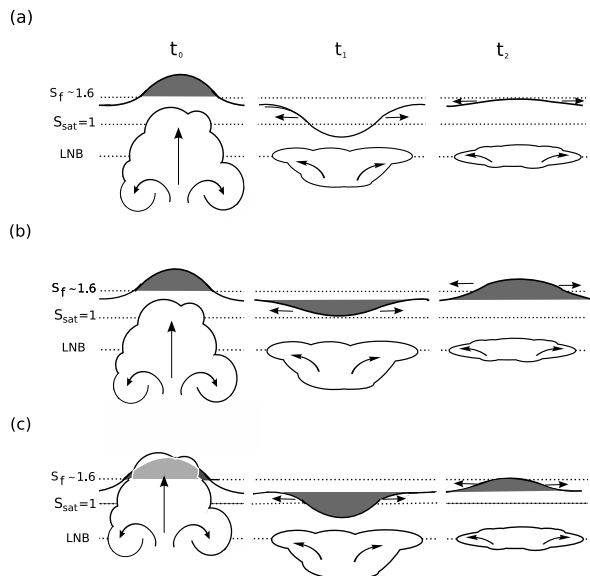 (a)
t₀ t₁ t₂
S_f ~1.6
S_sat=1
LNB
(b)
S_f ~1.6
S_sat=1
LNB
(c)
S_f ~1.6
S_sat=1
LNB